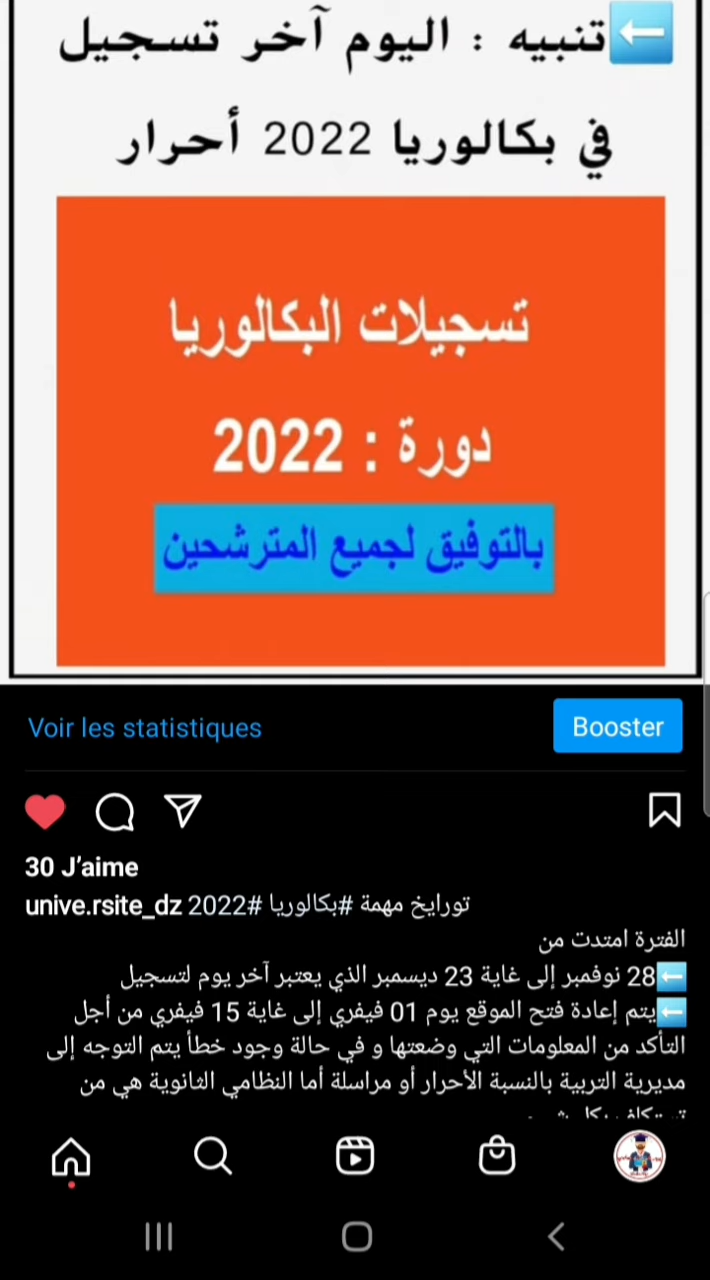 تنبيه : اليوم آخر تسجيل
في بكالوريا 2022 أحرار
تسجيلات البكالوريا
دورة : 2022
بالتوفيق لجميع المترشحين
Voir les statistiques
Booster
30 J’aime
unive.rsite_dz تورايخ مهمة #بكالوريا #2022
الفترة امتدت من
28 نوفمبر إلى غاية 23 ديسمبر الذي يعتبر آخر يوم لتسجيل
يتم إعادة فتح الموقع يوم 01 فيفري إلى غاية 15 فيفري من أجل
التأكد من المعلومات التي وضعتها و في حالة وجود خطأ يتم التوجه إلى
مديرية التربية بالنسبة الأحرار أو مراسلة أما النظامي الثانوية هي من